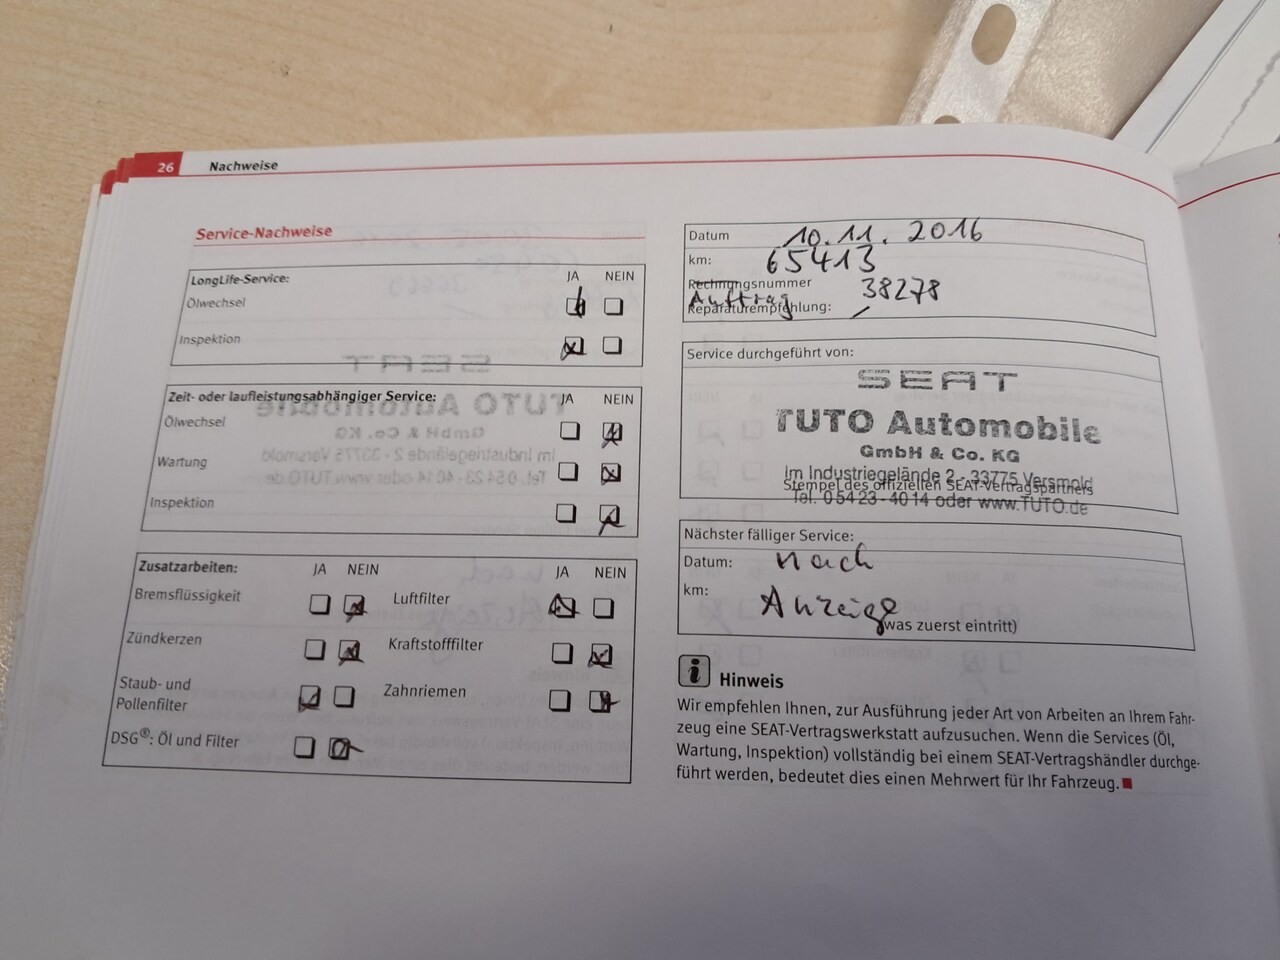 26 Nachweise
Service-Nachweise
LongLife-Service: JA NEIN
Ölwechsel
Inspektion
Zeit- oder laufleistungsabhängiger Service: JA NEIN
Ölwechsel
Wartung
Inspektion
Zusatzarbeiten: JA NEIN JA NEIN
Bremsflüssigkeit Luftfilter
Zündkerzen Kraftstofffilter
Staub- und
Pollenfilter Zahnriemen
DSG®: Öl und Filter
Datum 10.11.2016
km: 65413
Rechnungsnummer 38278
Auftrag
Reparaturempfehlung: /
Service durchgeführt von:
SEAT
TUTO Automobile
GmbH & Co. KG
Im Industriegelände 2 - 33775 Versmold
Stempel des offiziellen SEAT-Vertragspartners
Tel. 0 54 23 - 40 14 oder www.TUTO.de
Nächster fälliger Service:
Datum: nach
km: Anzeige
was zuerst eintritt)
i Hinweis
Wir empfehlen Ihnen, zur Ausführung jeder Art von Arbeiten an Ihrem Fahr-
zeug eine SEAT-Vertragswerkstatt aufzusuchen. Wenn die Services (Öl,
Wartung, Inspektion) vollständig bei einem SEAT-Vertragshändler durchge-
führt werden, bedeutet dies einen Mehrwert für Ihr Fahrzeug.